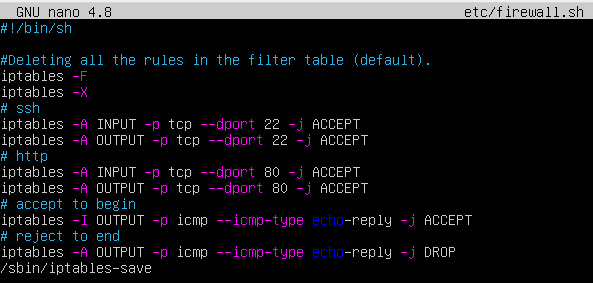 GNU nano 4.8 etc/firewall.sh
#!/bin/sh
#Deleting all the rules in the filter table (default).
iptables -F
iptables -X
# ssh
iptables -A INPUT -p tcp --dport 22 -j ACCEPT
iptables -A OUTPUT -p tcp --dport 22 -j ACCEPT
# http
iptables -A INPUT -p tcp --dport 80 -j ACCEPT
iptables -A OUTPUT -p tcp --dport 80 -j ACCEPT
# accept to begin
iptables -I OUTPUT -p icmp --icmp-type echo-reply -j ACCEPT
# reject to end
iptables -A OUTPUT -p icmp --icmp-type echo-reply -j DROP
/sbin/iptables-save